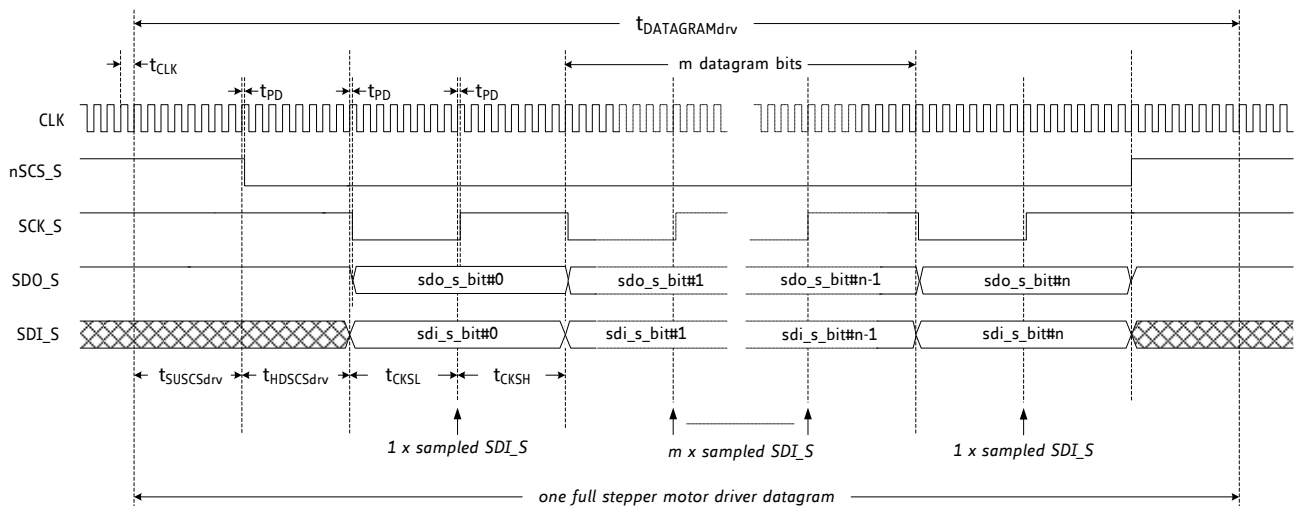 tDATAGRAMdrv
tCLK
m datagram bits
tPD tPD tPD
CLK
nSCS_S
SCK_S
SDO_S sdo_s_bit#0 sdo_s_bit#1 sdo_s_bit#n-1 sdo_s_bit#n
SDI_S sdi_s_bit#0 sdi_s_bit#1 sdi_s_bit#n-1 sdi_s_bit#n
tSUSCSdrv tHDSCSdrv tCKSL tCKSH
1 x sampled SDI_S m x sampled SDI_S 1 x sampled SDI_S
one full stepper motor driver datagram